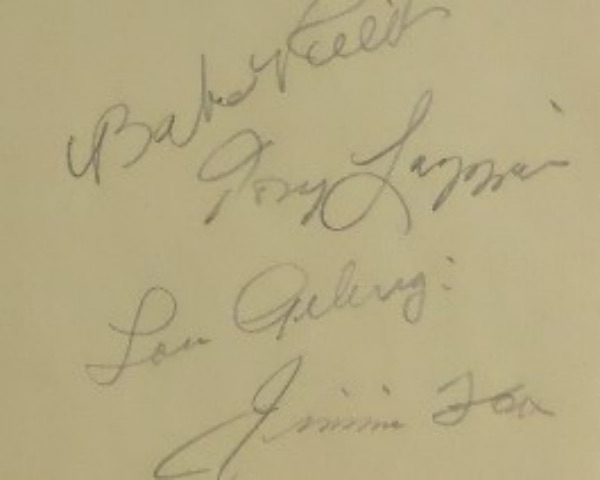 Babe Ruth
Tony Lazzeri
Lou Gehrig
Jimmie Foxx